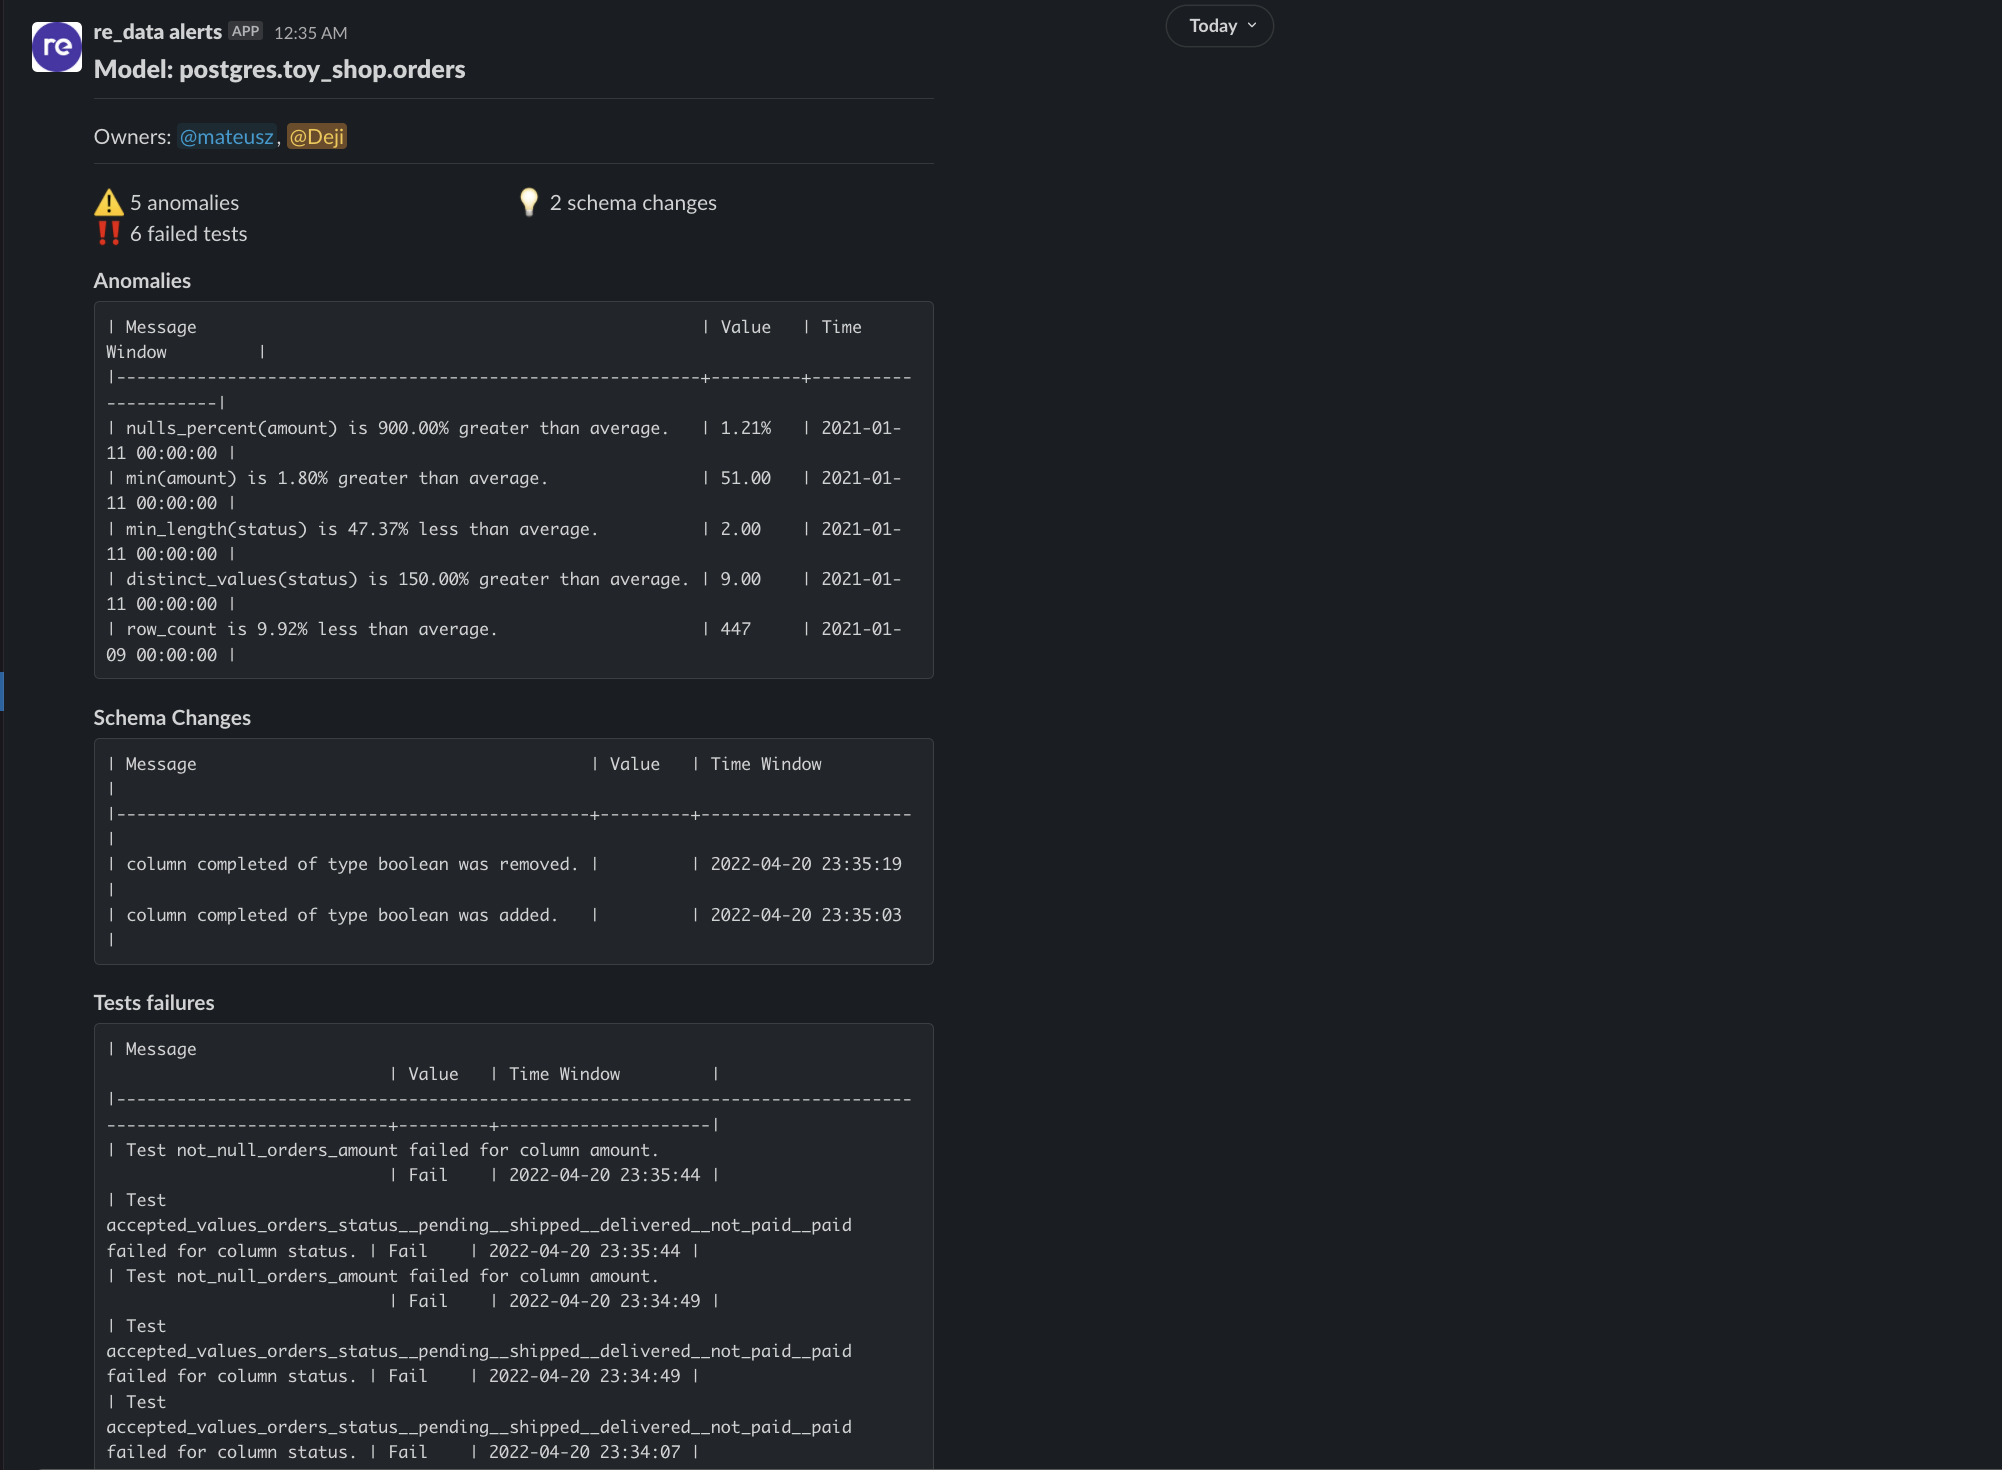 Today
re
re_data alerts APP 12:35 AM
Model: postgres.toy_shop.orders
Owners: @mateusz, @Deji
5 anomalies
2 schema changes
6 failed tests
Anomalies
| Message | Value | Time
Window |
|----------------------------------------------------------+---------+----------
-----------|
| nulls_percent(amount) is 900.00% greater than average. | 1.21% | 2021-01-
11 00:00:00 |
| min(amount) is 1.80% greater than average. | 51.00 | 2021-01-
11 00:00:00 |
| min_length(status) is 47.37% less than average. | 2.00 | 2021-01-
11 00:00:00 |
| distinct_values(status) is 150.00% greater than average. | 9.00 | 2021-01-
11 00:00:00 |
| row_count is 9.92% less than average. | 447 | 2021-01-
09 00:00:00 |
Schema Changes
| Message | Value | Time Window
|
|-----------------------------------------------+---------+---------------------
|
| column completed of type boolean was removed. | | 2022-04-20 23:35:19
|
| column completed of type boolean was added. | | 2022-04-20 23:35:03
|
Tests failures
| Message
| Value | Time Window |
|-------------------------------------------------------------------------------
----------------------------+---------+---------------------|
| Test not_null_orders_amount failed for column amount.
| Fail | 2022-04-20 23:35:44 |
| Test
accepted_values_orders_status__pending__shipped__delivered__not_paid__paid
failed for column status. | Fail | 2022-04-20 23:35:44 |
| Test not_null_orders_amount failed for column amount.
| Fail | 2022-04-20 23:34:49 |
| Test
accepted_values_orders_status__pending__shipped__delivered__not_paid__paid
failed for column status. | Fail | 2022-04-20 23:34:49 |
| Test
accepted_values_orders_status__pending__shipped__delivered__not_paid__paid
failed for column status. | Fail | 2022-04-20 23:34:07 |